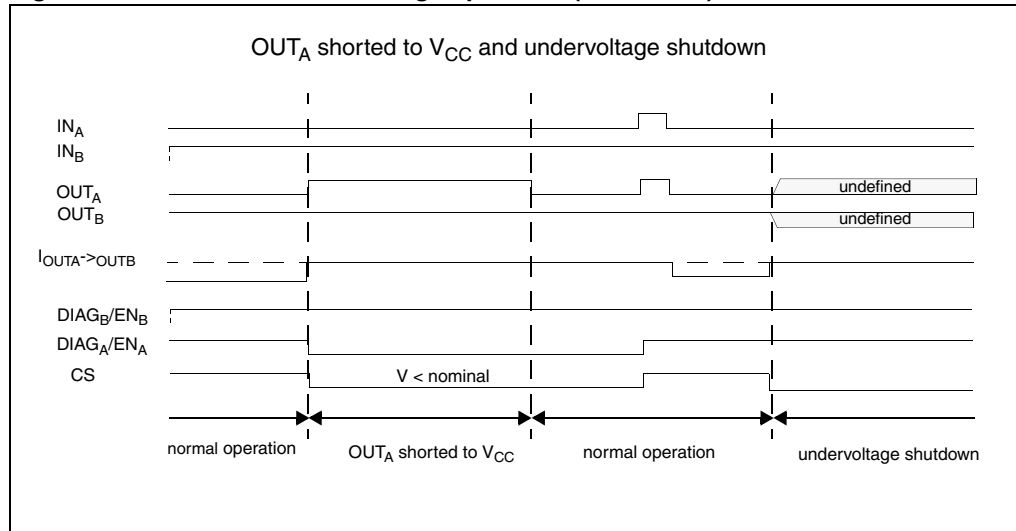 OUTA shorted to VCC and undervoltage shutdown
INA
INB
OUTA
undefined
OUTB
undefined
IOUTA->OUTB
DIAGB/ENB
DIAGA/ENA
CS
V < nominal
normal operation
OUTA shorted to VCC
normal operation
undervoltage shutdown